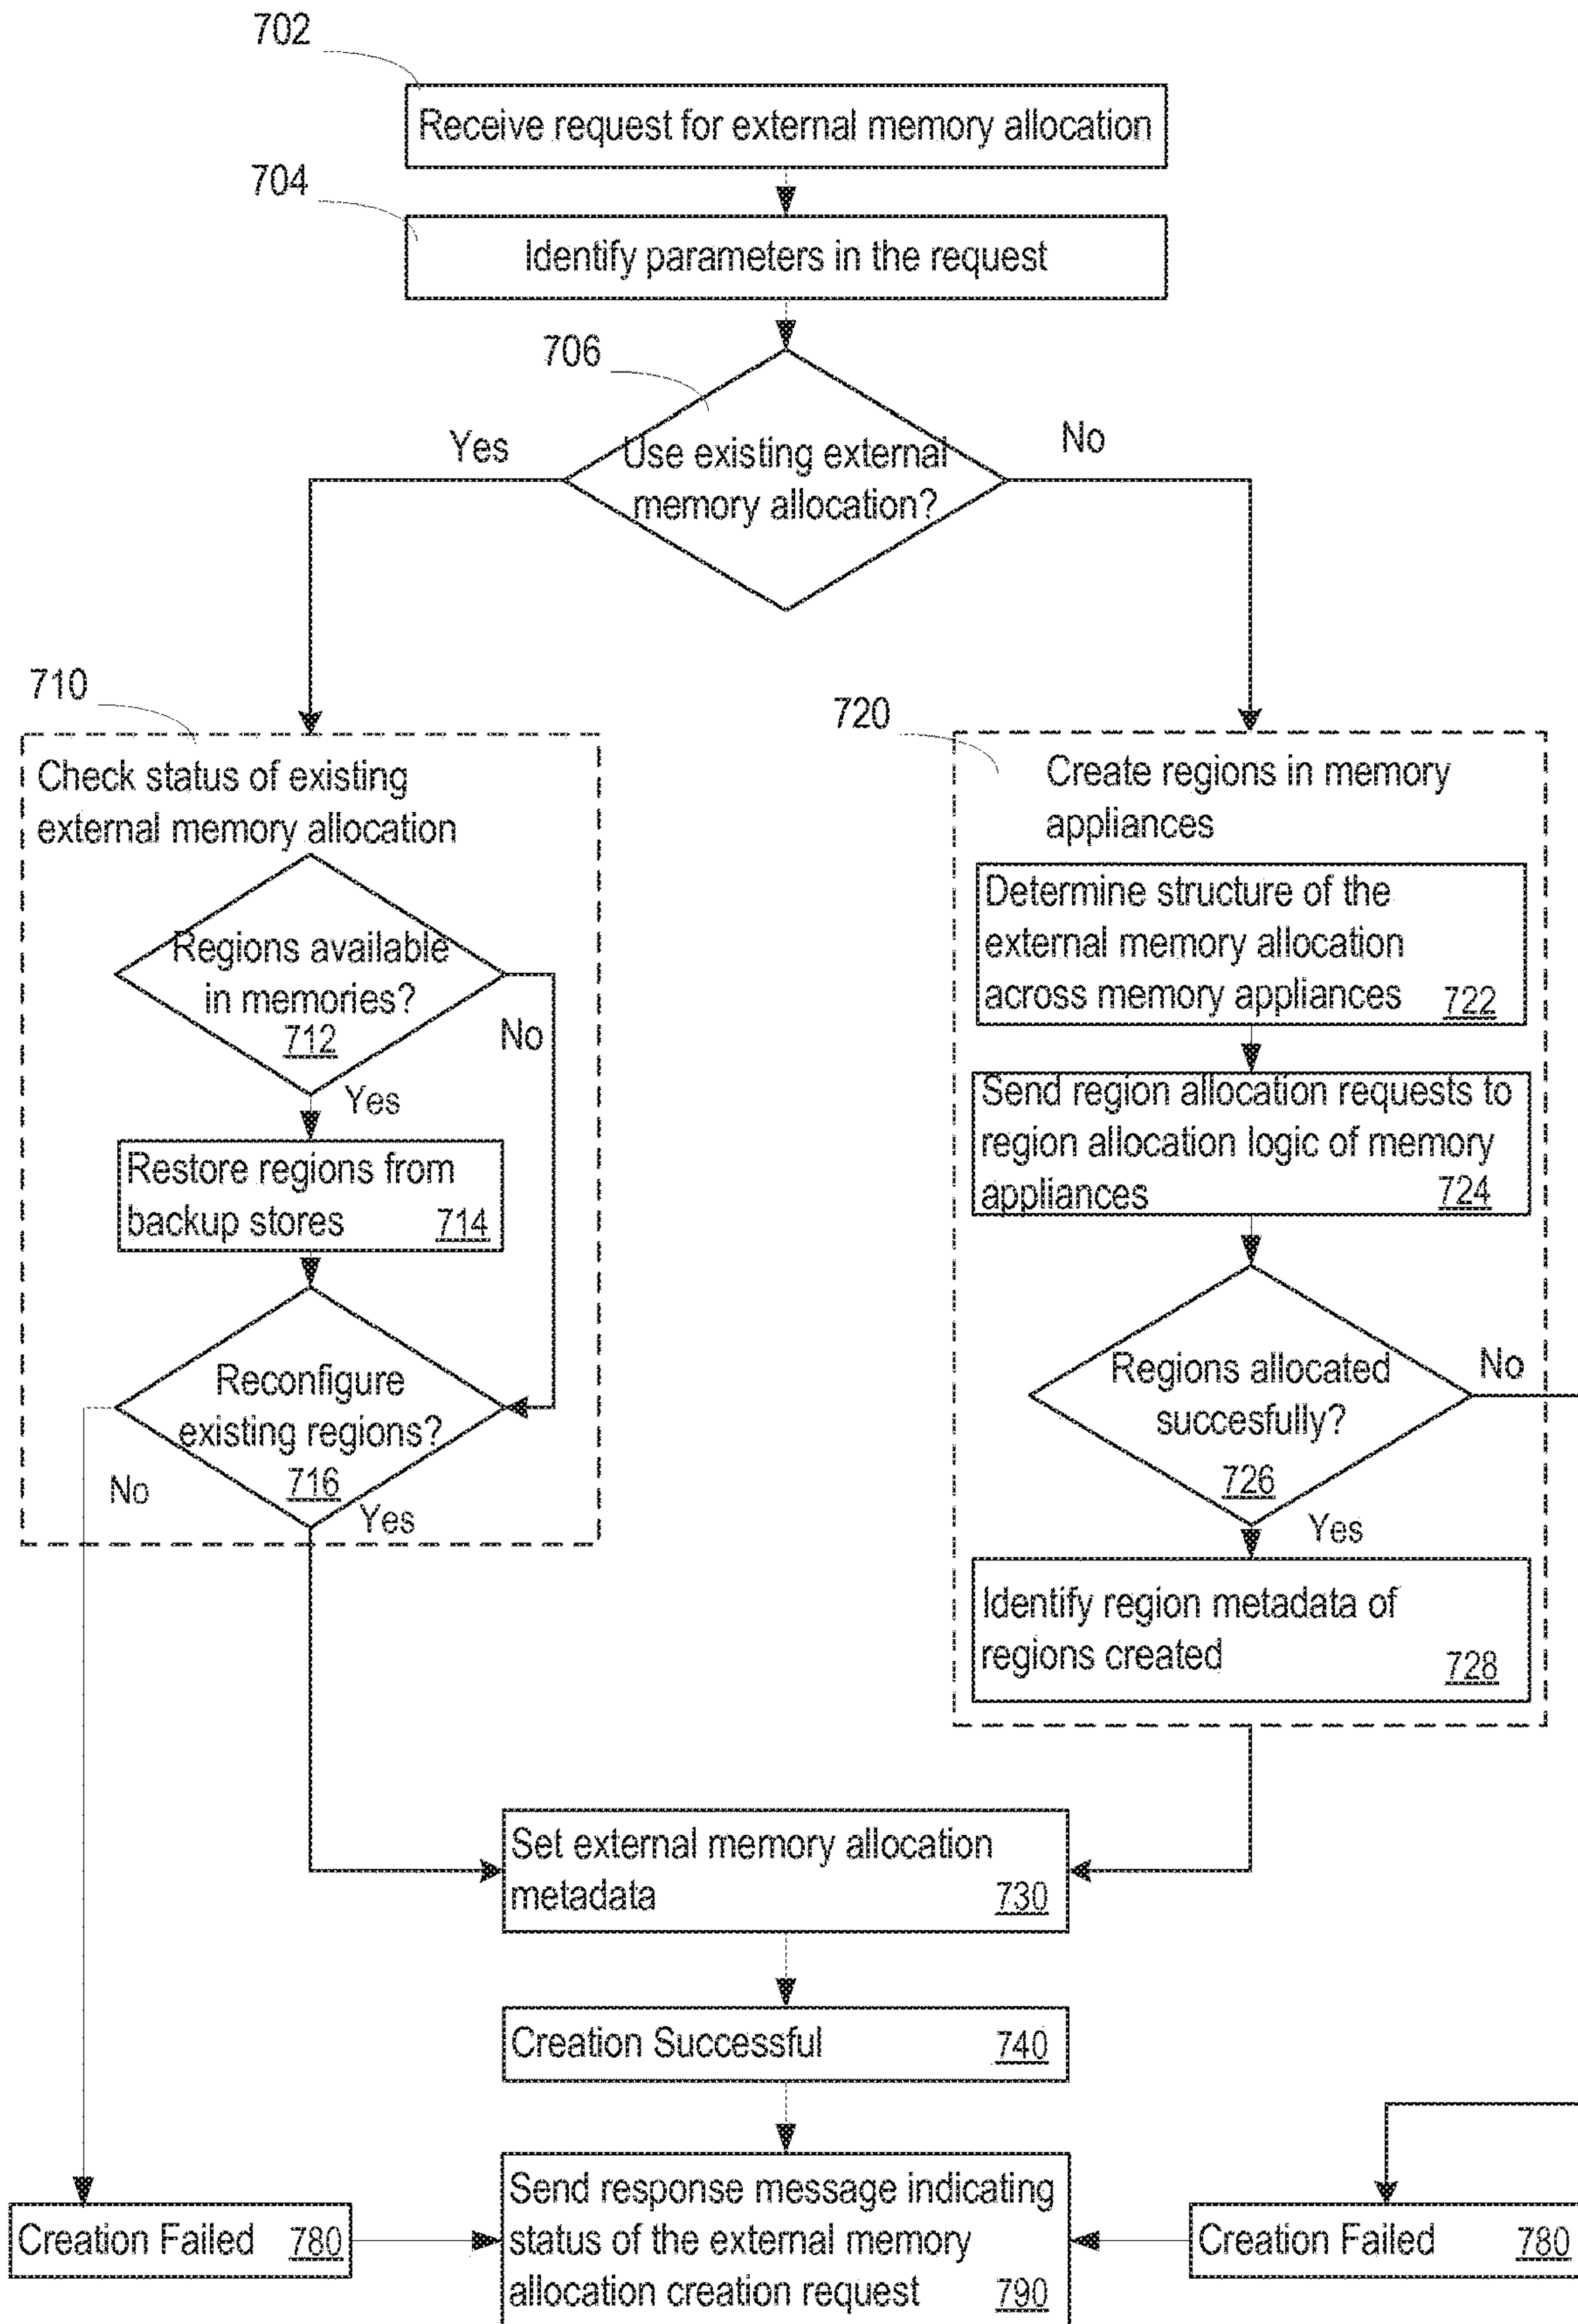 702
Receive request for external memory allocation
704
Identify parameters in the request
706
Yes
No
Use existing external
memory allocation?
710
720
Check status of existing
external memory allocation
Regions available
in memories?
712
No
Yes
Restore regions from
backup stores 714
Reconfigure
existing regions?
716
No
Yes
Create regions in memory
appliances
Determine structure of the
external memory allocation
across memory appliances 722
Send region allocation requests to
region allocation logic of memory
appliances 724
Regions allocated
succesfully?
726
No
Yes
Identify region metadata of
regions created 728
Set external memory allocation
metadata 730
Creation Successful 740
Creation Failed 780
Send response message indicating
status of the external memory
allocation creation request 790
Creation Failed 780